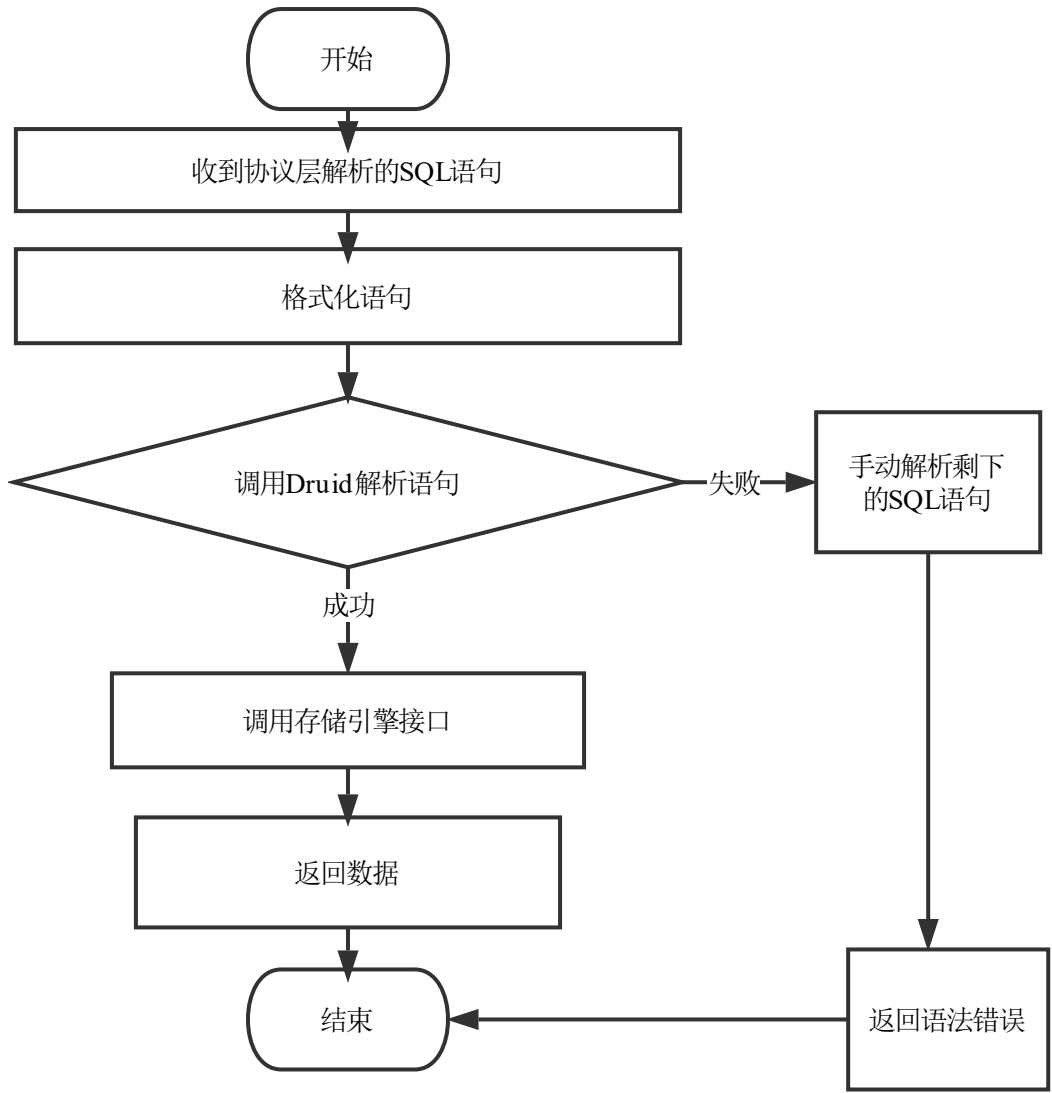 开始
收到协议层解析的SQL语句
格式化语句
调用Druid解析语句
失败
手动解析剩下
的SQL语句
成功
调用存储引擎接口
返回数据
结束
返回语法错误